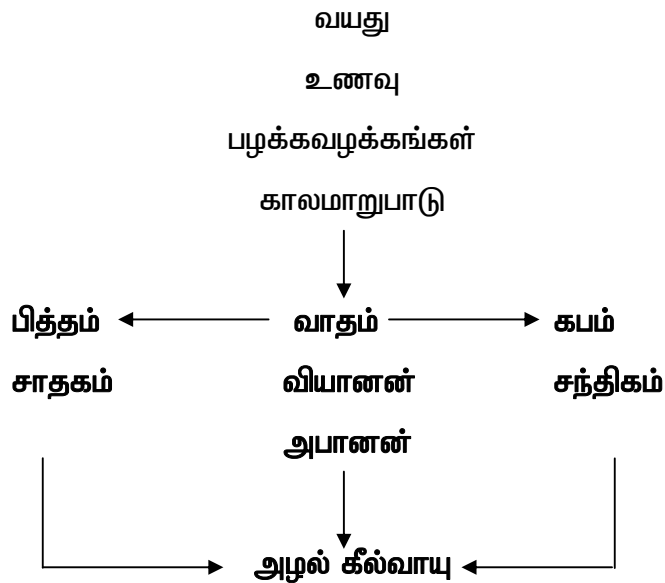 வயது
உணவு
பழக்கவழக்கங்கள்
காலமாறுபாடு
பித்தம் வாதம் கபம்
சாதகம் வியானன் சந்திகம்
அபானன்
அழல் கீல்வாயு